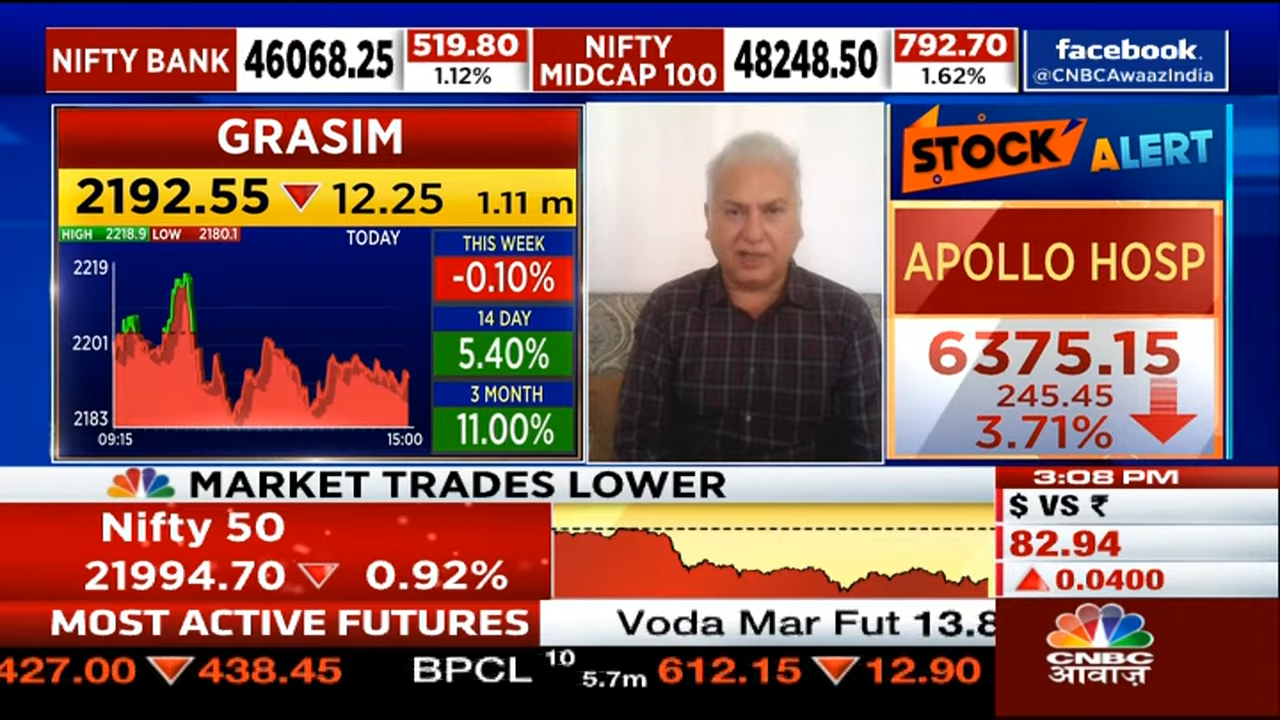 NIFTY BANK 46068.25 519.80 1.12%
NIFTY MIDCAP 100 48248.50 792.70 1.62%
facebook.
@CNBCAwaazIndia
GRASIM
2192.55 12.25 1.11 m
HIGH 2218.9 LOW 2180.1
TODAY
2219
2201
2183
09:15 15:00
THIS WEEK
-0.10%
14 DAY
5.40%
3 MONTH
11.00%
STOCK ALERT
APOLLO HOSP
6375.15
245.45
3.71%
MARKET TRADES LOWER
Nifty 50
21994.70 0.92%
3:08 PM
$ VS ₹
82.94
0.0400
MOST ACTIVE FUTURES Voda Mar Fut 13.8
427.00 438.45 BPCL 10 5.7m 612.15 12.90
CNBC
आवाज़